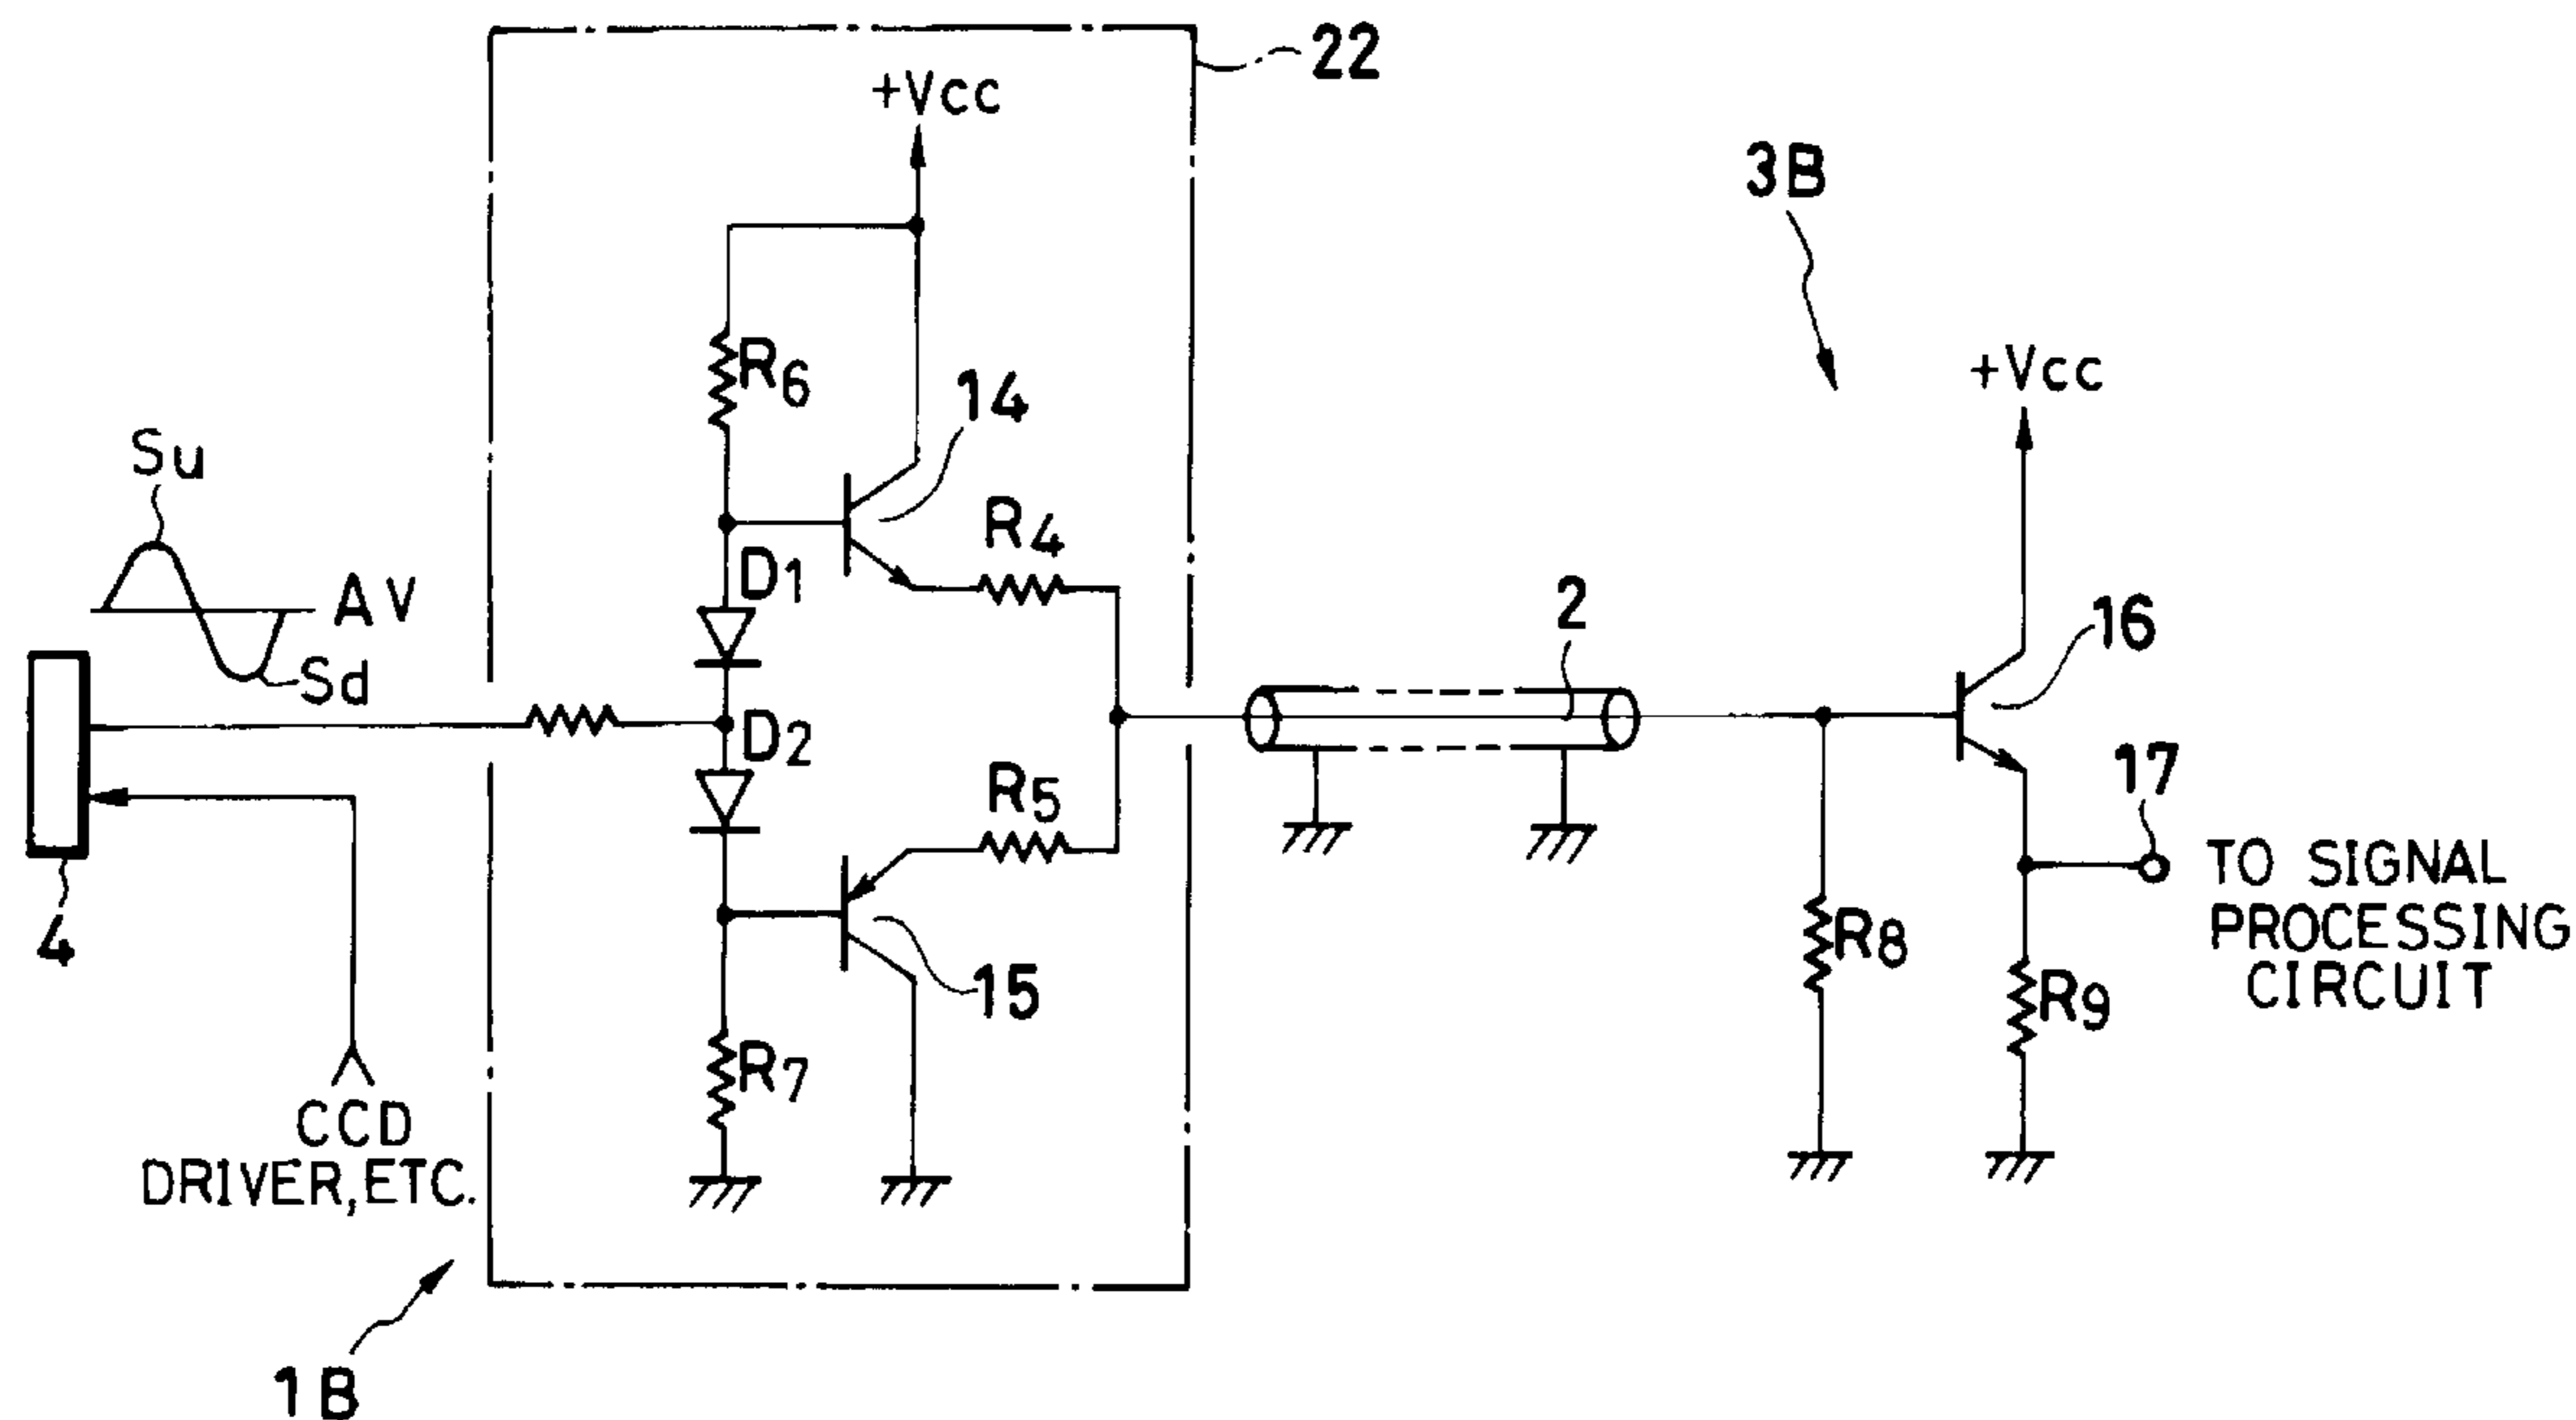 22
+Vcc
3B
R6
14
+Vcc
Su
R4
D1
A V
2
16
Sd
D2
17
R5
TO SIGNAL
PROCESSING
CIRCUIT
4
R8
15
R9
R7
CCD
DRIVER,ETC.
1B